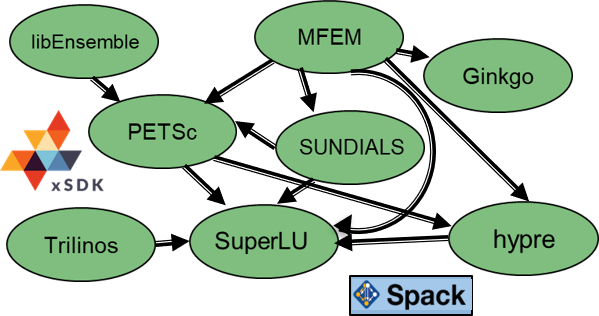 libEnsemble
MFEM
Ginkgo
PETSc
SUNDIALS
xSDK
Trilinos
SuperLU
hypre
Spack